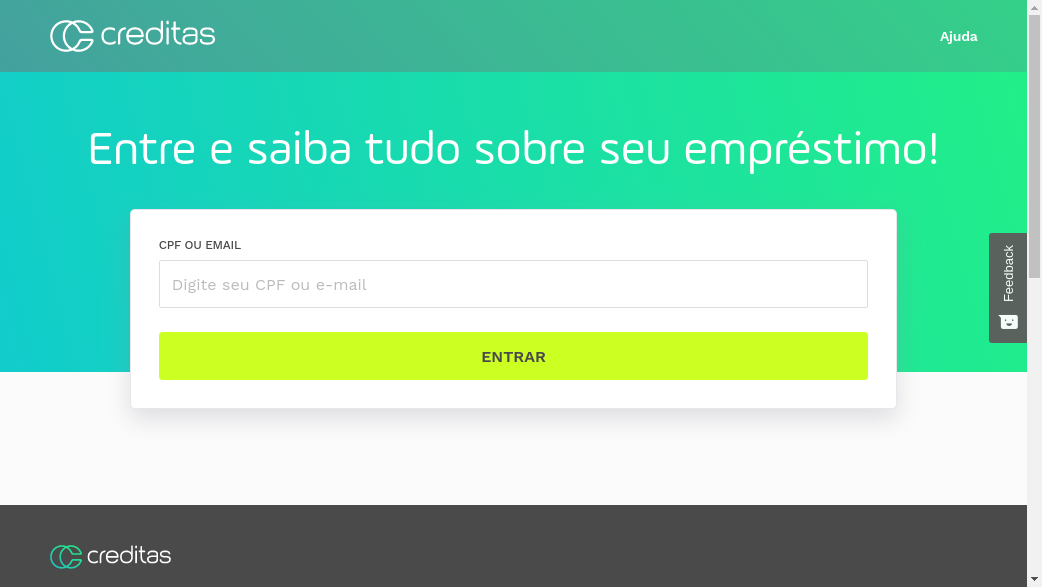 creditas
Ajuda
Entre e saiba tudo sobre seu empréstimo!
CPF OU EMAIL
Digite seu CPF ou e-mail
ENTRAR
Feedback
creditas